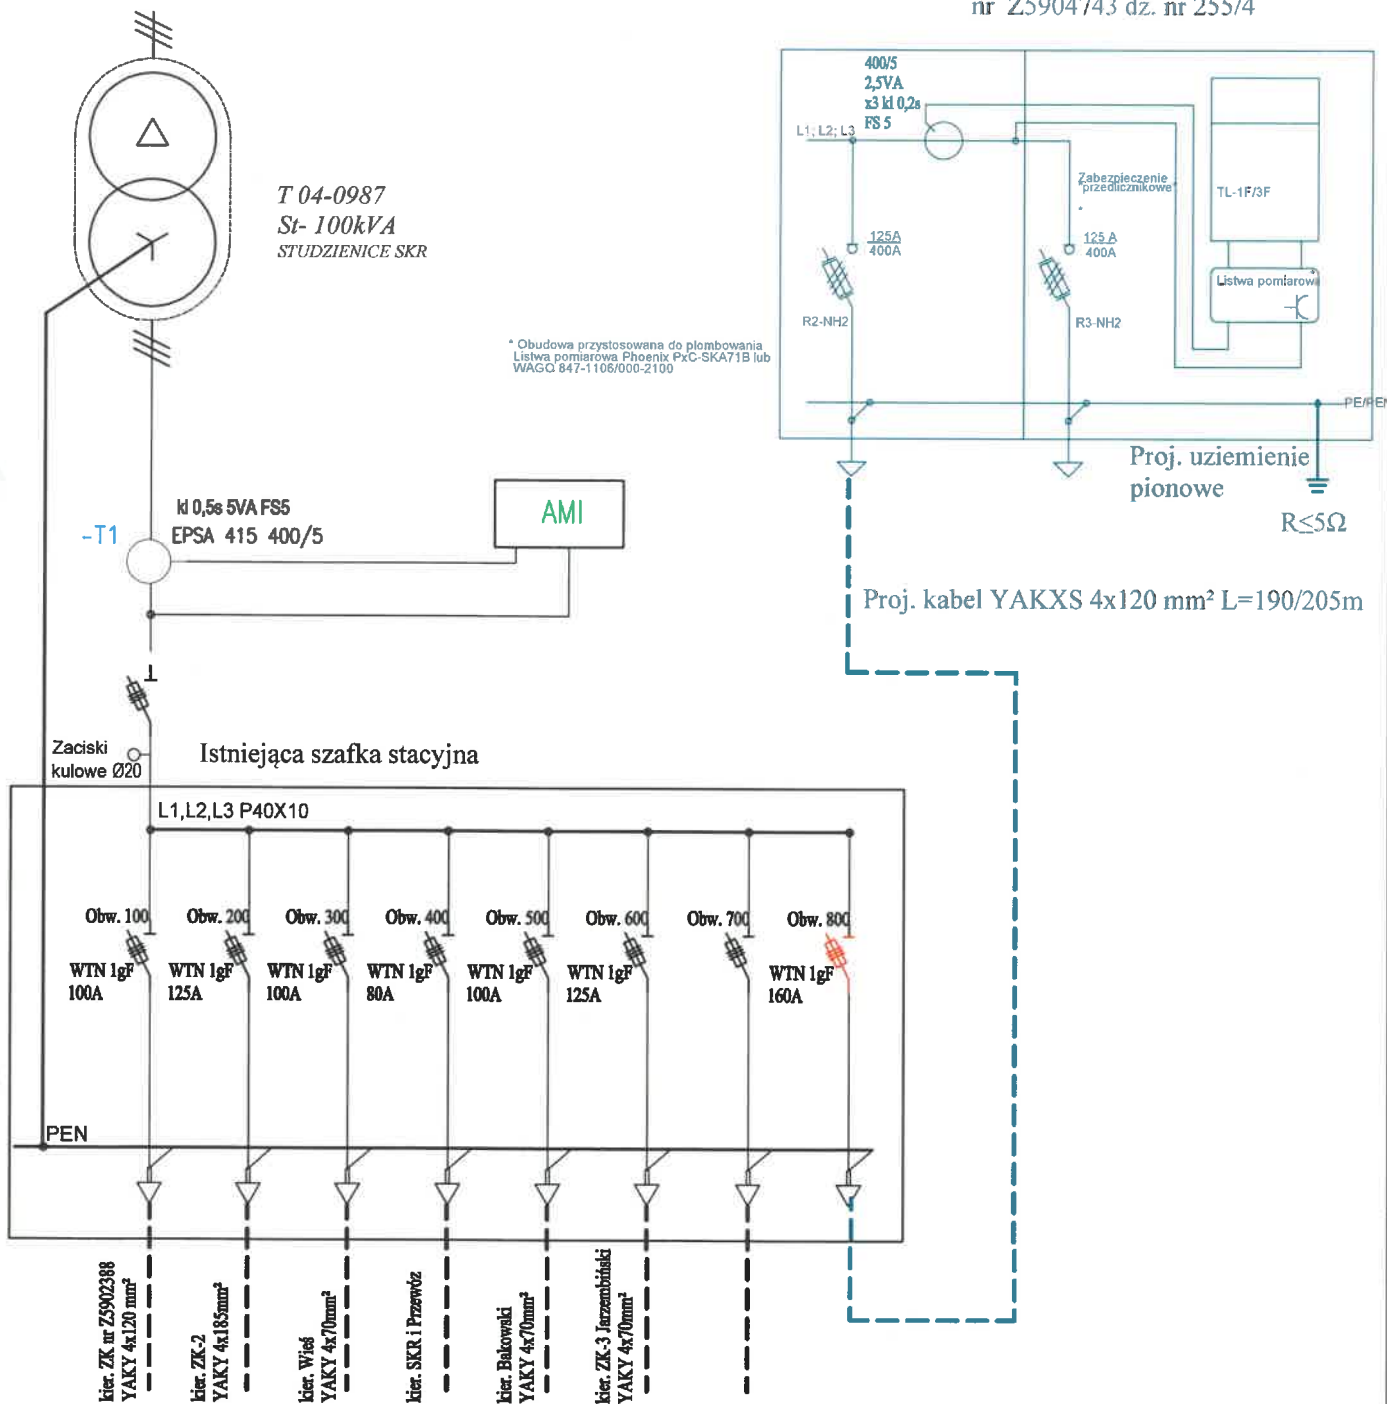 nr Z5904743 dz. nr 255/4
400/5
2,5VA
x3 kl 0,2s
FS 5
L1; L2; L3
Zabezpieczenie
"przedlicznikowe"
*
TL-1F/3F
125A
400A
125 A
400A
Listwa pomiarowa
R2-NH2
R3-NH2
* Obudowa przystosowana do plombowania
Listwa pomiarowa Phoenix PxC-SKA71B lub
WAGO 847-1106/000-2100
PE/PEN
Proj. uziemienie
pionowe
R≤5Ω
T 04-0987
St- 100kVA
STUDZIENICE SKR
kl 0,5s 5VA FS5
-T1
EPSA 415 400/5
AMI
Proj. kabel YAKXS 4x120 mm² L=190/205m
Zaciski
kulowe Ø20
Istniejąca szafka stacyjna
L1,L2,L3 P40X10
Obw. 100
WTN 1gF
100A
Obw. 200
WTN 1gF
125A
Obw. 300
WTN 1gF
100A
Obw. 400
WTN 1gF
80A
Obw. 500
WTN 1gF
100A
Obw. 600
WTN 1gF
125A
Obw. 700
Obw. 800
WTN 1gF
160A
PEN
kier. ZK nr Z5902388
YAKY 4x120 mm²
kier. ZK-2
YAKY 4x185mm²
kier. Wieś
YAKY 4x70mm²
kier. SKR i Przewóz
kier. Bakowski
YAKY 4x70mm²
kier. ZK-3 Jarzembiński
YAKY 4x70mm²